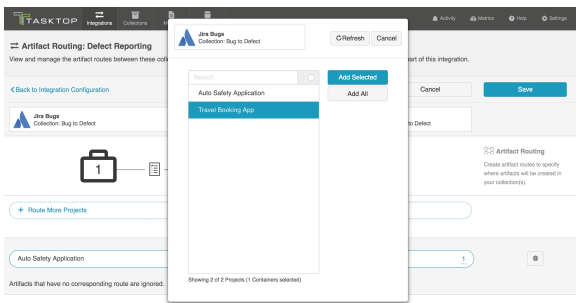 TASKTOP
Integrations
Collections
M
Activity
Metrics
Help
Settings
Artifact Routing: Defect Reporting
View and manage the artifact routes between these coll
part of this integration.
Back to Integration Configuration
Cancel
Save
Jira Bugs
Collection: Bug to Defect
to Defect
1
Artifact Routing
Create artifact routes to specify
where artifacts will be created in
your collection(s).
+ Route More Projects
Auto Safety Application
1
Artifacts that have no corresponding route are ignored.
Jira Bugs
Collection: Bug to Defect
Refresh
Cancel
Search
Add Selected
Auto Safety Application
Add All
Travel Booking App
Showing 2 of 2 Projects (1 Containers selected)